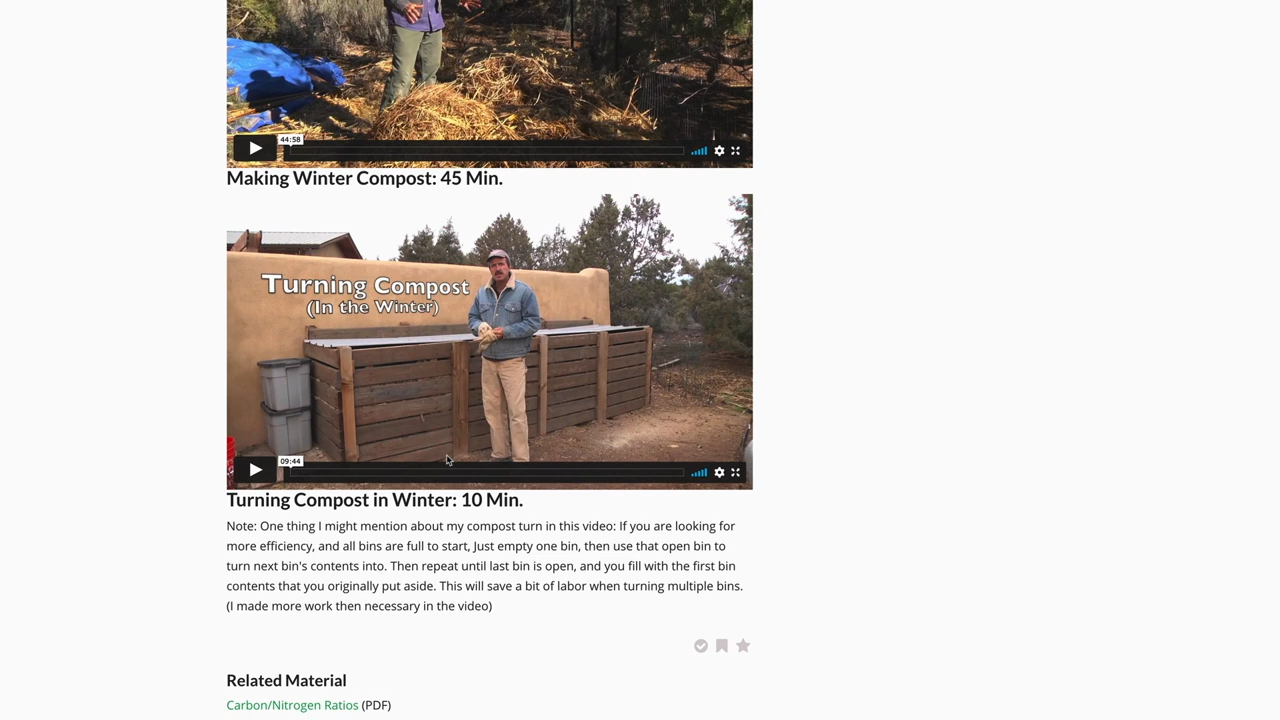 44:58
Making Winter Compost: 45 Min.
Turning Compost
(In the Winter)
09:44
Turning Compost in Winter: 10 Min.
Note: One thing I might mention about my compost turn in this video: If you are looking for
more efficiency, and all bins are full to start, Just empty one bin, then use that open bin to
turn next bin's contents into. Then repeat until last bin is open, and you fill with the first bin
contents that you originally put aside. This will save a bit of labor when turning multiple bins.
(I made more work then necessary in the video)
Related Material
Carbon/Nitrogen Ratios (PDF)